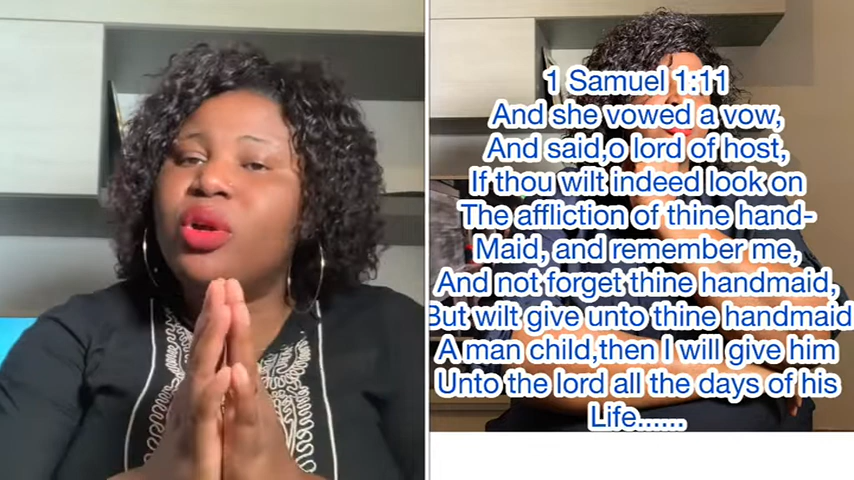 1 Samuel 1:11
And she vowed a vow,
And said,o lord of host,
If thou wilt indeed look on
The affliction of thine hand-
Maid, and remember me,
And not forget thine handmaid,
But wilt give unto thine handmaid
A man child,then I will give him
Unto the lord all the days of his
Life......